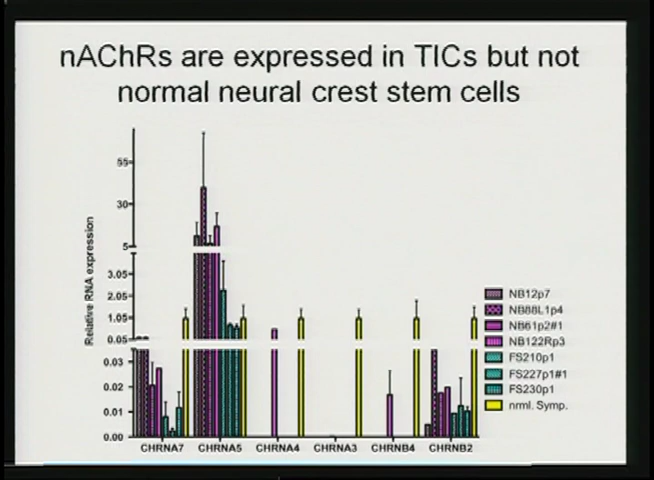 nAChRs are expressed in TICs but not
normal neural crest stem cells
55
30
5
3.05
2.05
1.05
0.05
0.03
0.02
0.01
0.00
Relative RNA expression
NB12p7
NB88L1p4
NB61p2#1
NB122Rp3
FS210p1
FS227p1#1
FS230p1
nrml. Symp.
CHRNA7 CHRNA5 CHRNA4 CHRNA3 CHRNB4 CHRNB2